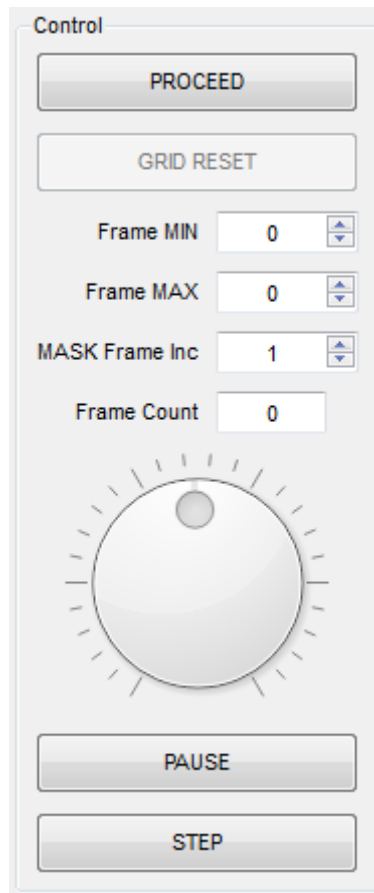 Control
PROCEED
GRID RESET
Frame MIN 0
Frame MAX 0
MASK Frame Inc 1
Frame Count 0
PAUSE
STEP